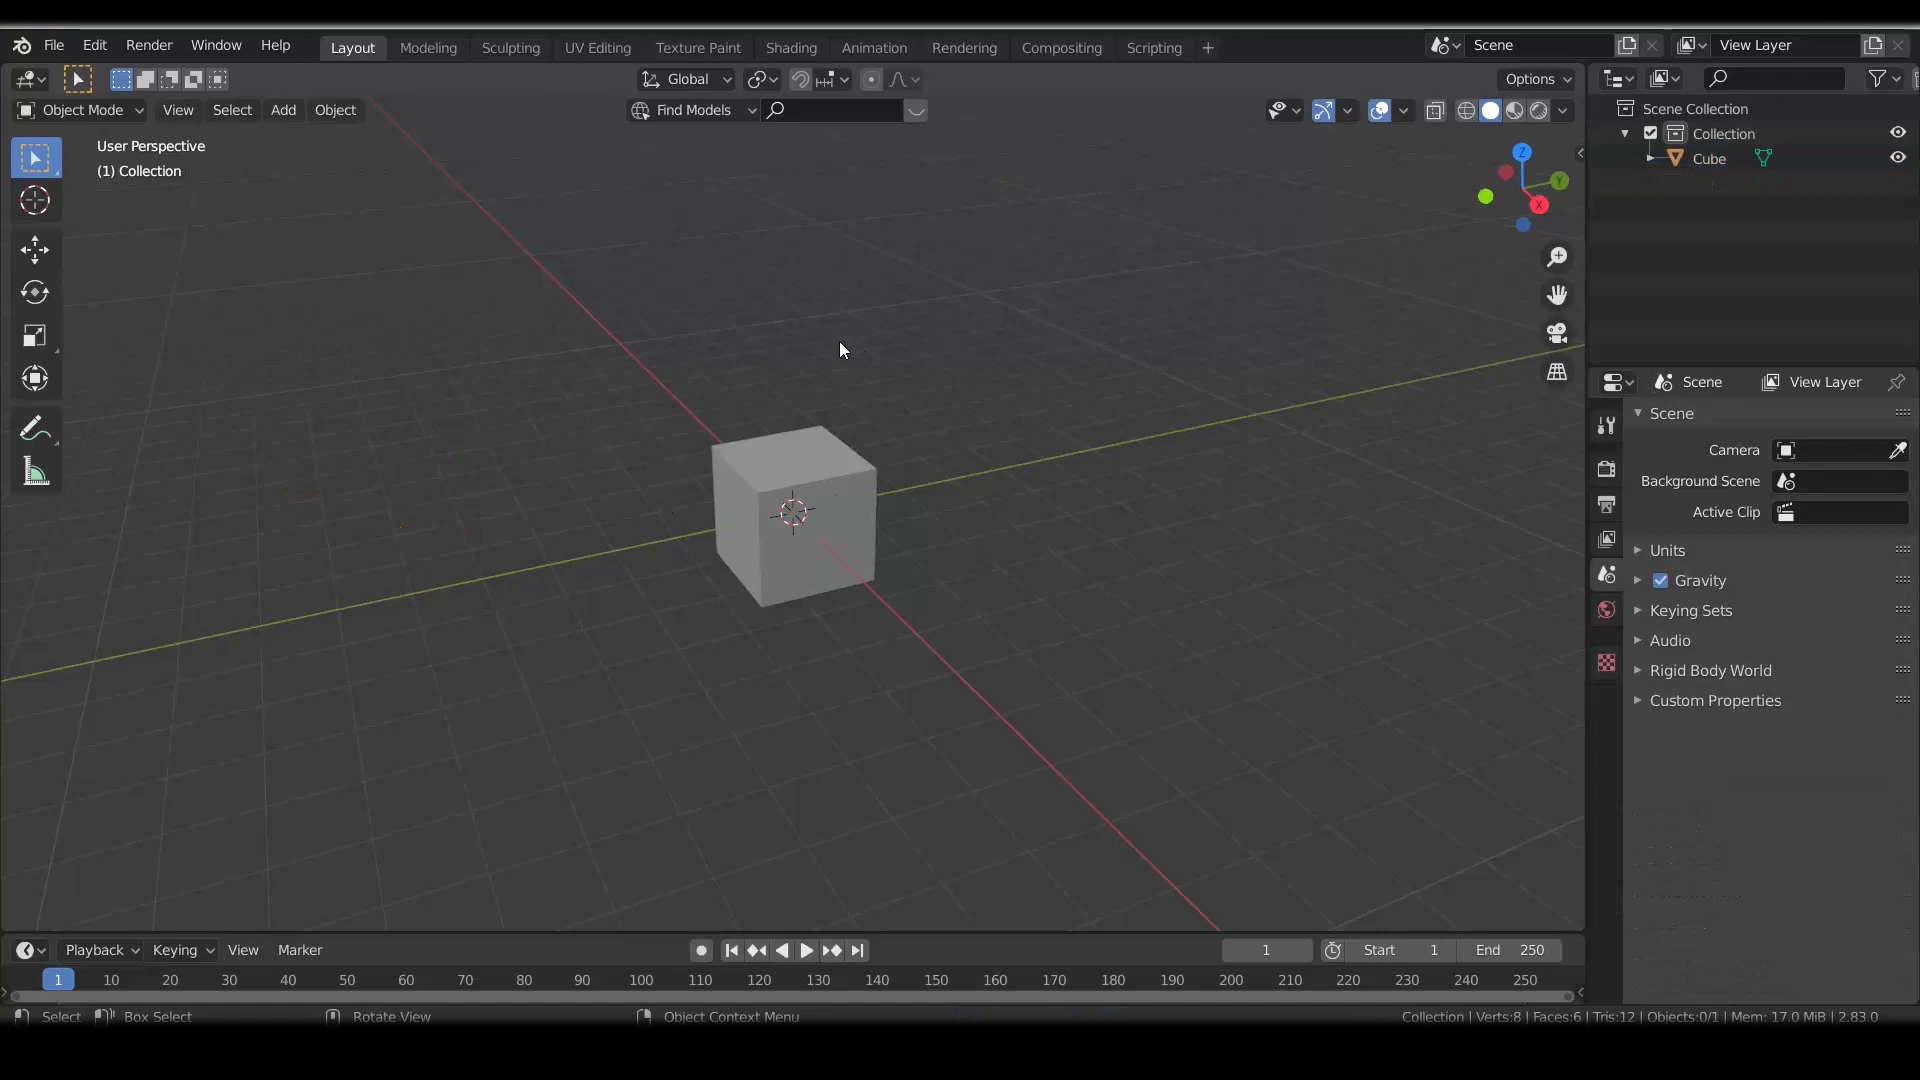 File Edit Render Window Help Layout Modeling Sculpting UV Editing Texture Paint Shading Animation Rendering Compositing Scripting + Scene View Layer
Global Options
Object Mode View Select Add Object Find Models
User Perspective
(1) Collection
Z
Y
X
Scene Collection
Collection
Cube
Scene View Layer
Scene
Camera
Background Scene
Active Clip
Units
Gravity
Keying Sets
Audio
Rigid Body World
Custom Properties
Playback Keying View Marker 1 Start 1 End 250
1 10 20 30 40 50 60 70 80 90 100 110 120 130 140 150 160 170 180 190 200 210 220 230 240 250
Select Box Select Rotate View Object Context Menu Collection | Verts:8 | Faces:6 | Tris:12 | Objects:0/1 | Mem: 17.0 MiB | 2.83.0